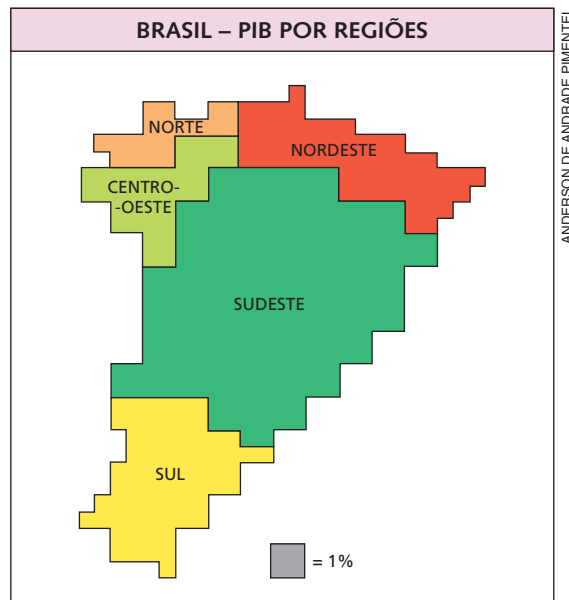 BRASIL – PIB POR REGIÕES
NORTE
NORDESTE
CENTRO-
-OESTE
SUDESTE
SUL
= 1%
ANDERSON DE ANDRADE PIMENTEL